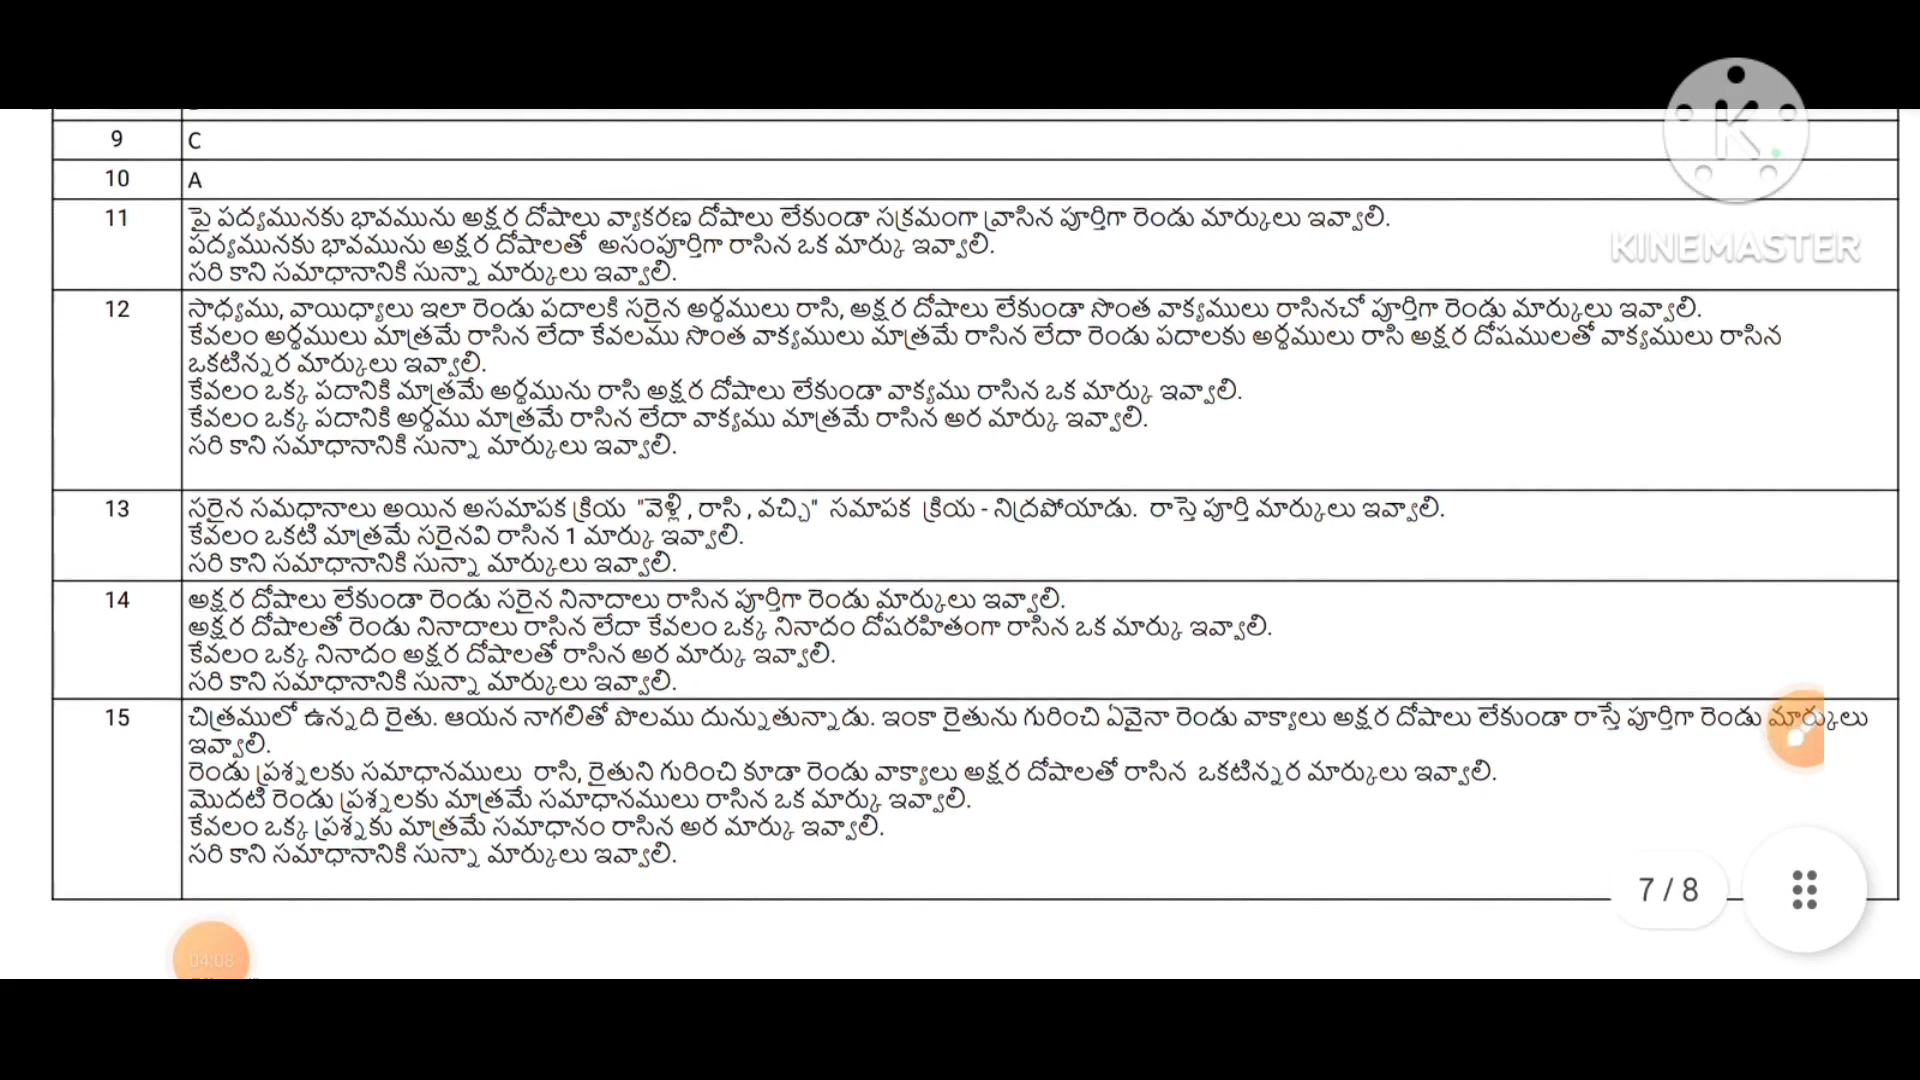 9 C
10 A
11 పై పద్యమునకు భావమును అక్షర దోషాలు వ్యాకరణ దోషాలు లేకుండా సక్రమంగా వ్రాసిన పూర్తిగా రెండు మార్కులు ఇవ్వాలి.
పద్యమునకు భావమును అక్షర దోషాలతో అసంపూర్తిగా రాసిన ఒక మార్కు ఇవ్వాలి.
సరి కాని సమాధానానికి సున్నా మార్కులు ఇవ్వాలి.
KINEMASTER
12 సాధ్యము, వాయిధ్యాలు ఇలా రెండు పదాలకి సరైన అర్థములు రాసి, అక్షర దోషాలు లేకుండా సొంత వాక్యములు రాసినచో పూర్తిగా రెండు మార్కులు ఇవ్వాలి.
కేవలం అర్థములు మాత్రమే రాసిన లేదా కేవలము సొంత వాక్యములు మాత్రమే రాసిన లేదా రెండు పదాలకు అర్థములు రాసి అక్షర దోషములతో వాక్యములు రాసిన
ఒకటిన్నర మార్కులు ఇవ్వాలి.
కేవలం ఒక్క పదానికి మాత్రమే అర్థమును రాసి అక్షర దోషాలు లేకుండా వాక్యము రాసిన ఒక మార్కు ఇవ్వాలి.
కేవలం ఒక్క పదానికి అర్థము మాత్రమే రాసిన లేదా వాక్యము మాత్రమే రాసిన అర మార్కు ఇవ్వాలి.
సరి కాని సమాధానానికి సున్నా మార్కులు ఇవ్వాలి.
13 సరైన సమధానాలు అయిన అసమాపక క్రియ "వెళ్లి , రాసి , వచ్చి" సమాపక క్రియ - నిద్రపోయాడు. రాస్తె పూర్తి మార్కులు ఇవ్వాలి.
కేవలం ఒకటి మాత్రమే సరైనవి రాసిన 1 మార్కు ఇవ్వాలి.
సరి కాని సమాధానానికి సున్నా మార్కులు ఇవ్వాలి.
14 అక్షర దోషాలు లేకుండా రెండు సరైన నినాదాలు రాసిన పూర్తిగా రెండు మార్కులు ఇవ్వాలి.
అక్షర దోషాలతో రెండు నినాదాలు రాసిన లేదా కేవలం ఒక్క నినాదం దోషరహితంగా రాసిన ఒక మార్కు ఇవ్వాలి.
కేవలం ఒక్క నినాదం అక్షర దోషాలతో రాసిన అర మార్కు ఇవ్వాలి.
సరి కాని సమాధానానికి సున్నా మార్కులు ఇవ్వాలి.
15 చిత్రములో ఉన్నది రైతు. ఆయన నాగలితో పొలము దున్నుతున్నాడు. ఇంకా రైతును గురించి ఏవైనా రెండు వాక్యాలు అక్షర దోషాలు లేకుండా రాస్తే పూర్తిగా రెండు మార్కులు
ఇవ్వాలి.
రెండు ప్రశ్నలకు సమాధానములు రాసి, రైతుని గురించి కూడా రెండు వాక్యాలు అక్షర దోషాలతో రాసిన ఒకటిన్నర మార్కులు ఇవ్వాలి.
మొదటి రెండు ప్రశ్నలకు మాత్రమే సమాధానములు రాసిన ఒక మార్కు ఇవ్వాలి.
కేవలం ఒక్క ప్రశ్నకు మాత్రమే సమాధానం రాసిన అర మార్కు ఇవ్వాలి.
సరి కాని సమాధానానికి సున్నా మార్కులు ఇవ్వాలి.
7 / 8
04:08